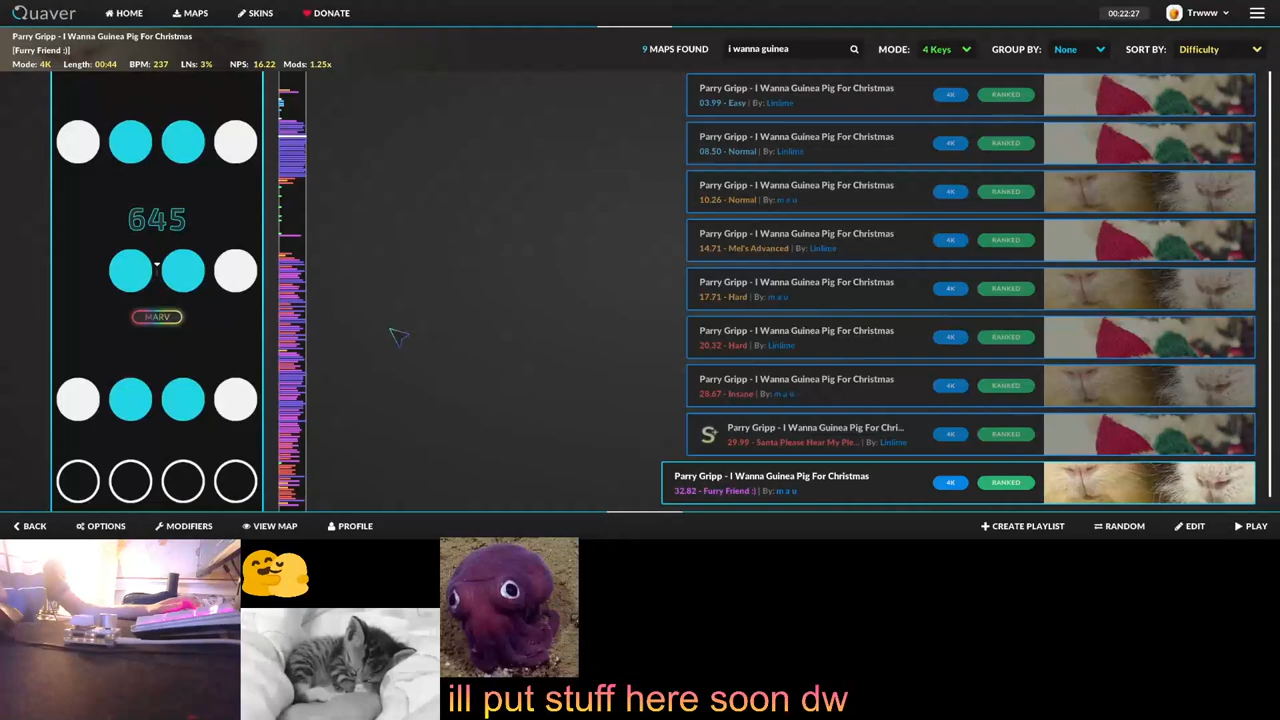 Quaver
HOME
MAPS
SKINS
DONATE
00:22:27
Trwww
Parry Gripp - I Wanna Guinea Pig For Christmas
[Furry Friend :)]
Mode: 4K Length: 00:44 BPM: 237 LNs: 3% NPS: 16.22 Mods: 1.25x
9 MAPS FOUND
i wanna guinea
MODE: 4 Keys
GROUP BY: None
SORT BY: Difficulty
645
MARV
Parry Gripp - I Wanna Guinea Pig For Christmas
03.99 - Easy | By: Linlime
4K
RANKED
Parry Gripp - I Wanna Guinea Pig For Christmas
08.50 - Normal | By: Linlime
4K
RANKED
Parry Gripp - I Wanna Guinea Pig For Christmas
10.26 - Normal | By: m a u
4K
RANKED
Parry Gripp - I Wanna Guinea Pig For Christmas
14.71 - Mel's Advanced | By: Linlime
4K
RANKED
Parry Gripp - I Wanna Guinea Pig For Christmas
17.71 - Hard | By: m a u
4K
RANKED
Parry Gripp - I Wanna Guinea Pig For Christmas
20.32 - Hard | By: Linlime
4K
RANKED
Parry Gripp - I Wanna Guinea Pig For Christmas
28.67 - Insane | By: m a u
4K
RANKED
S+
Parry Gripp - I Wanna Guinea Pig For Chri...
29.99 - Santa Please Hear My Ple... | By: Linlime
4K
RANKED
Parry Gripp - I Wanna Guinea Pig For Christmas
32.82 - Furry Friend :) | By: m a u
4K
RANKED
BACK
OPTIONS
MODIFIERS
VIEW MAP
PROFILE
CREATE PLAYLIST
RANDOM
EDIT
PLAY
ill put stuff here soon dw